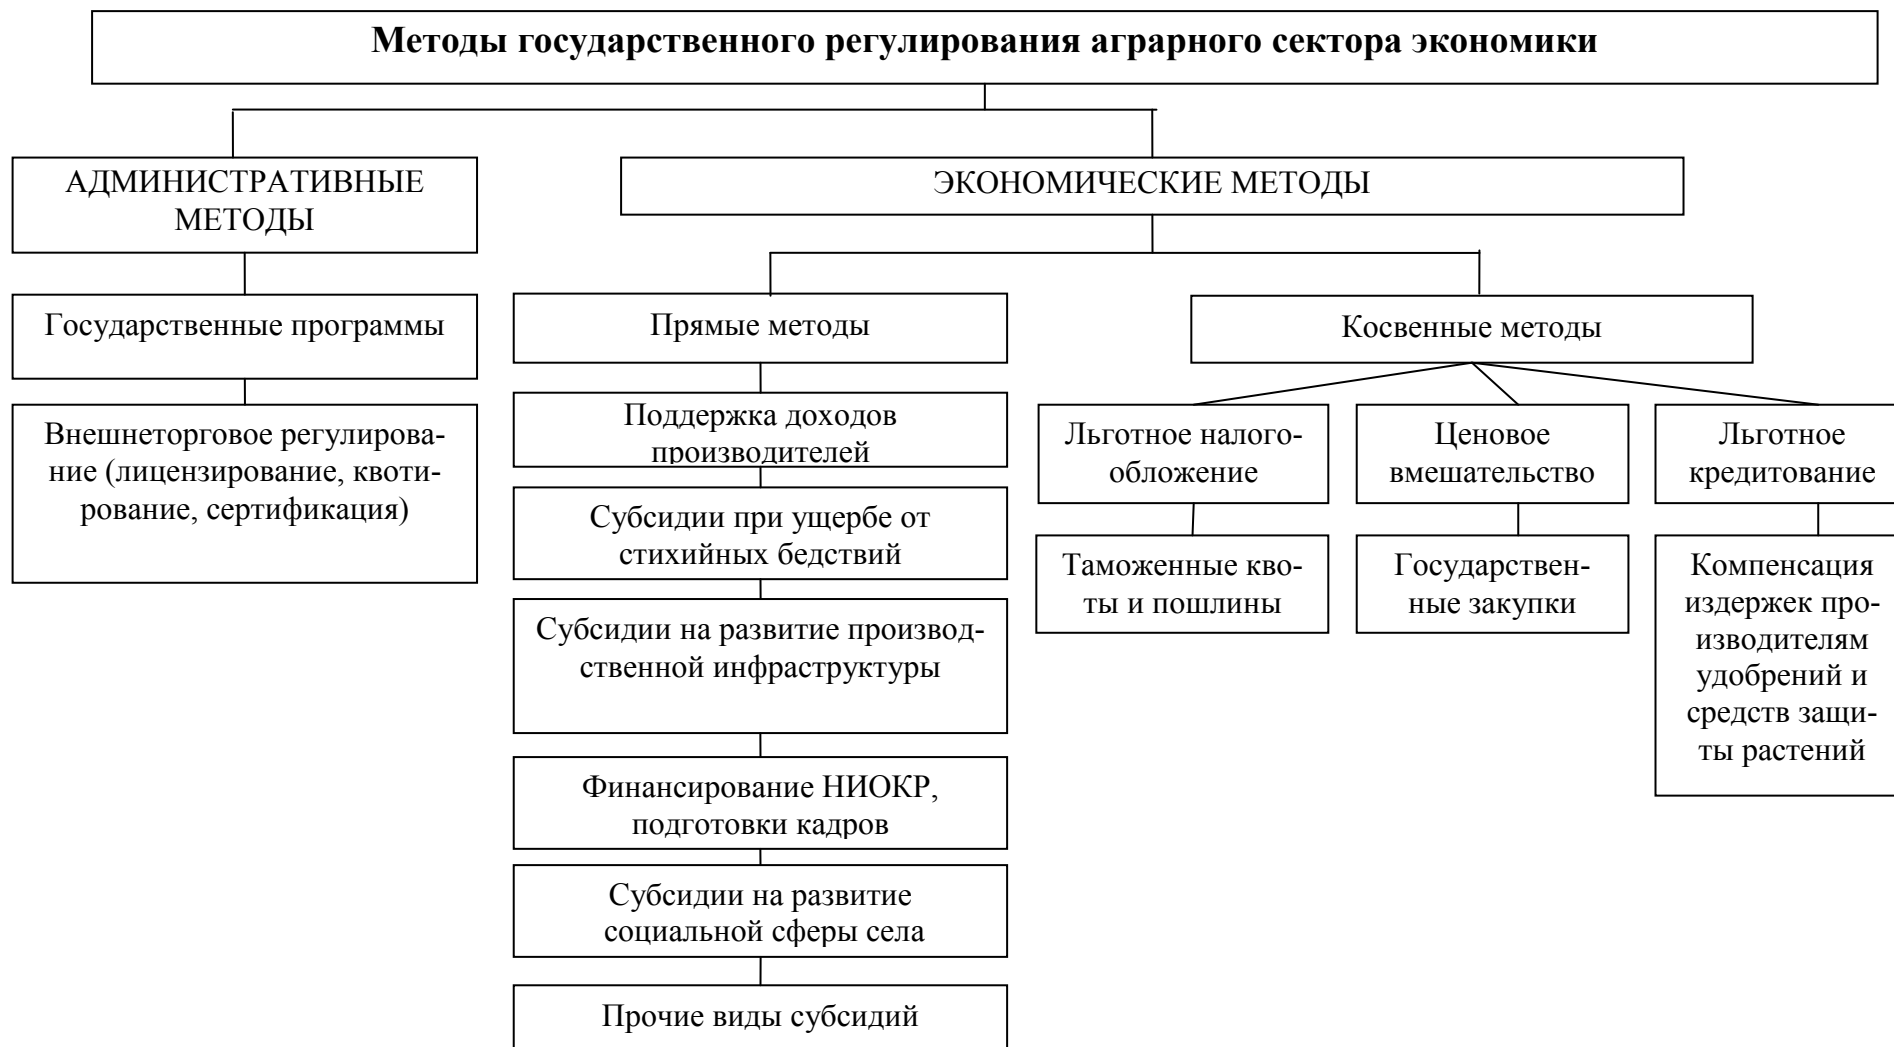 Методы государственного регулирования аграрного сектора экономики
АДМИНИСТРАТИВНЫЕ
МЕТОДЫ
ЭКОНОМИЧЕСКИЕ МЕТОДЫ
Государственные программы
Внешнеторговое регулирова-
ние (лицензирование, квоти-
рование, сертификация)
Прямые методы
Поддержка доходов
производителей
Субсидии при ущербе от
стихийных бедствий
Субсидии на развитие производ-
ственной инфраструктуры
Финансирование НИОКР,
подготовки кадров
Субсидии на развитие
социальной сферы села
Прочие виды субсидий
Косвенные методы
Льготное налого-
обложение
Таможенные кво-
ты и пошлины
Ценовое
вмешательство
Государствен-
ные закупки
Льготное
кредитование
Компенсация
издержек про-
изводителям
удобрений и
средств защи-
ты растений